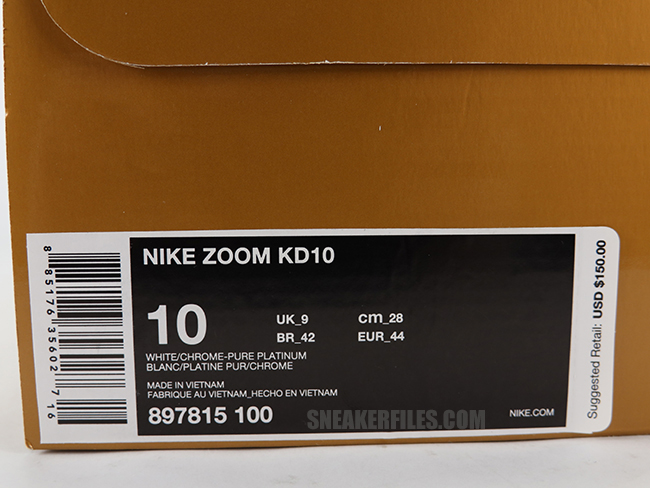 NIKE ZOOM KD10
10
UK_9 cm_28
BR_42 EUR_44
WHITE/CHROME-PURE PLATINUM
BLANC/PLATINE PUR/CHROME
MADE IN VIETNAM
FABRIQUE AU VIETNAM_HECHO EN VIETNAM
897815 100
SNEAKERFILES.COM
NIKE.COM
8 85176 35602 7 16
Suggested Retail: USD $150.00